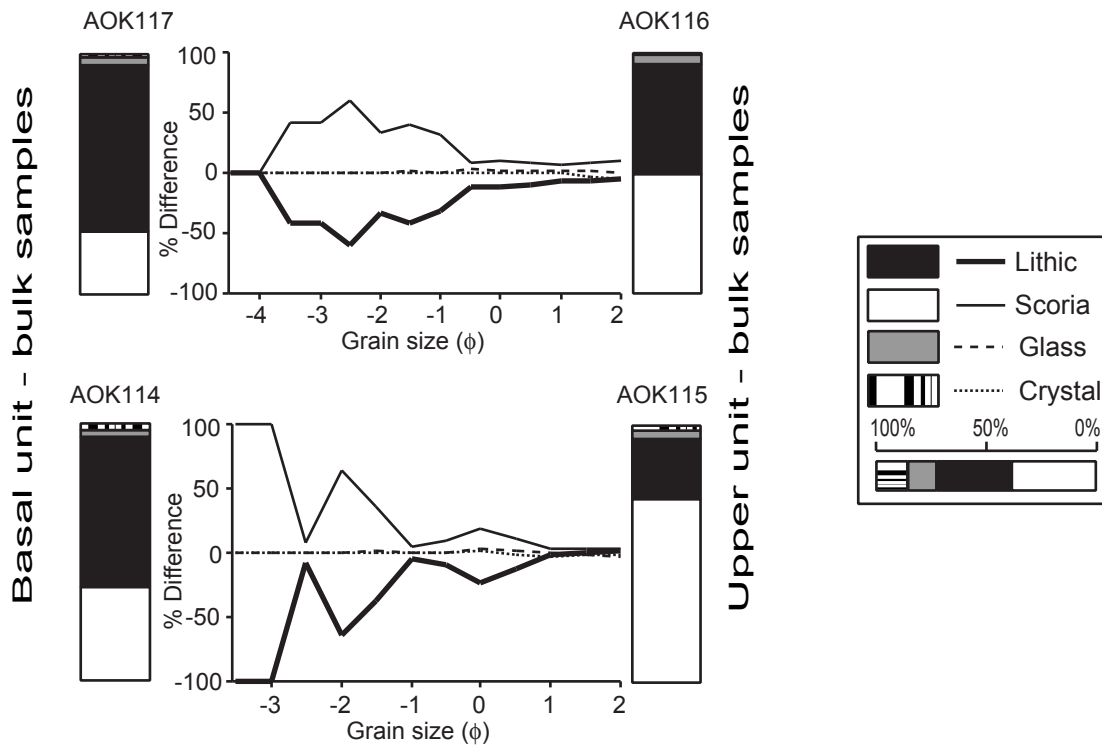 Basal unit - bulk samples
AOK117
100
50
0
-50
-100
% Difference
-4 -3 -2 -1 0 1 2
Grain size (ϕ)
AOK116
AOK114
100
50
0
-50
-100
% Difference
-3 -2 -1 0 1 2
Grain size (ϕ)
AOK115
Upper unit - bulk samples
Lithic
Scoria
Glass
Crystal
100% 50% 0%